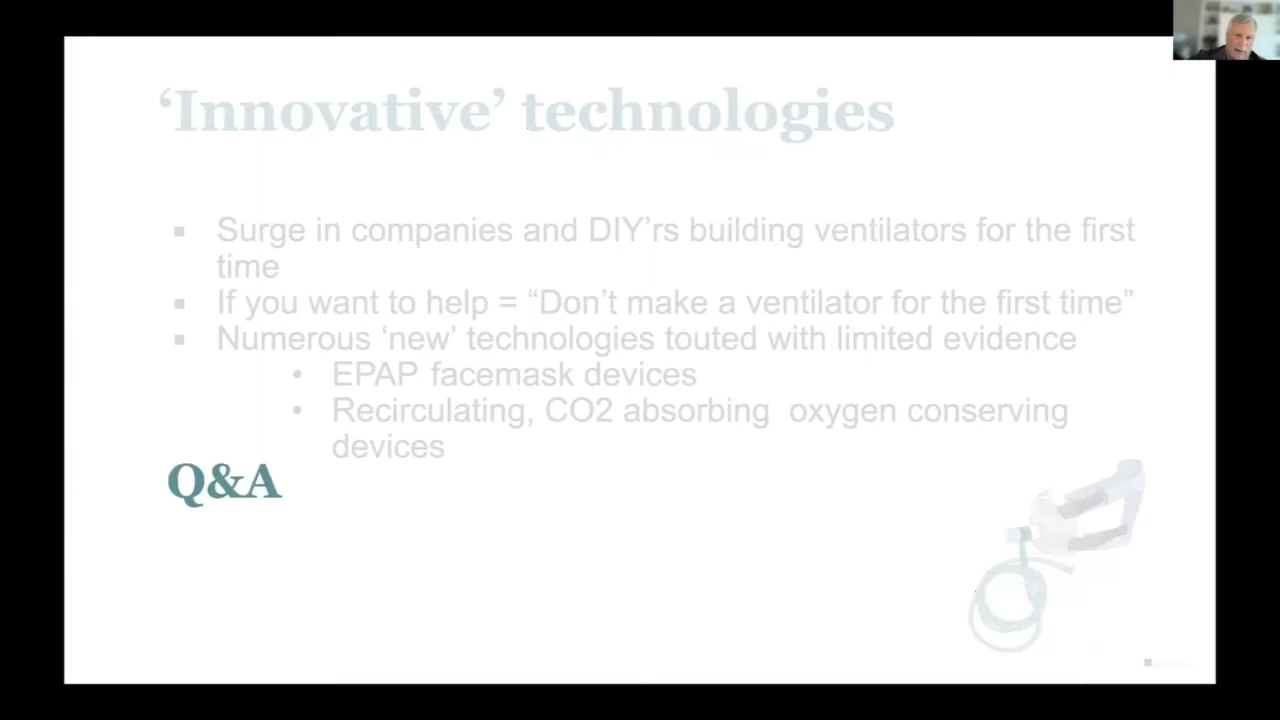 ‘Innovative’ technologies
Surge in companies and DIY’rs building ventilators for the first
time
If you want to help = “Don’t make a ventilator for the first time”
Numerous ‘new’ technologies touted with limited evidence
EPAP facemask devices
Recirculating, CO2 absorbing oxygen conserving
devices
Q&A